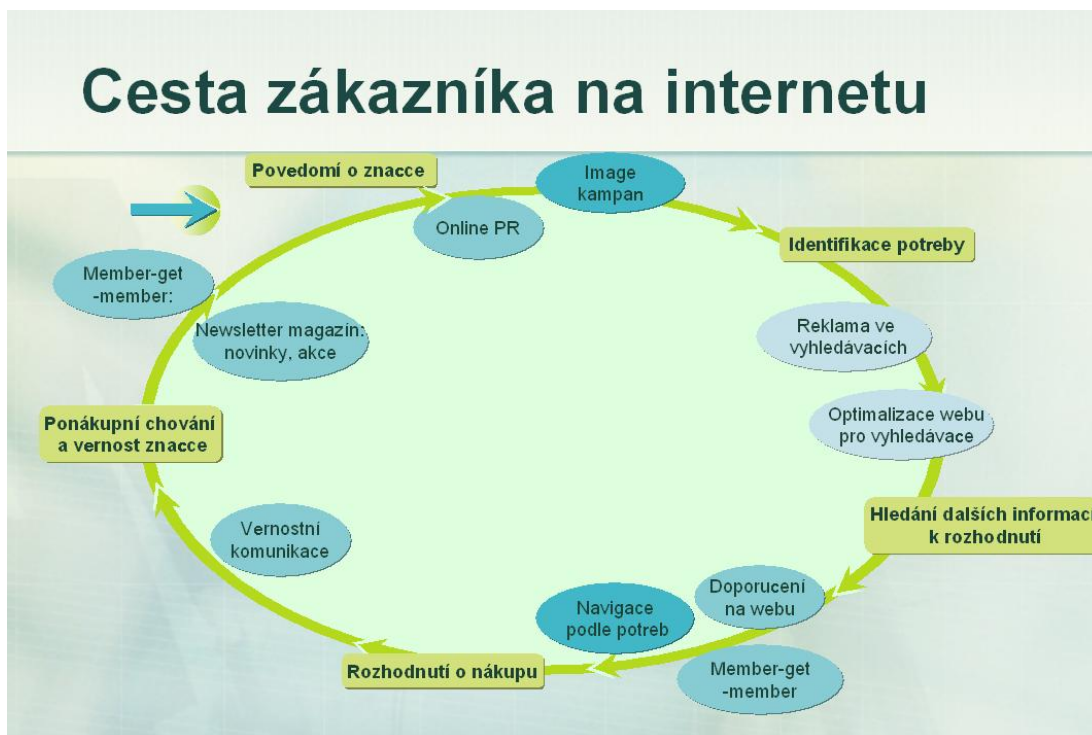 Cesta zákazníka na internetu
Povedomí o znacce
Image
kampan
Online PR
Identifikace potreby
Member-get
-member:
Newsletter magazín:
novinky, akce
Reklama ve
vyhledávacích
Optimalizace webu
pro vyhledávace
Ponákupní chování
a vernost znacce
Hledání dalších informací
k rozhodnutí
Vernostní
komunikace
Doporucení
na webu
Navigace
podle potreb
Member-get
-member
Rozhodnutí o nákupu